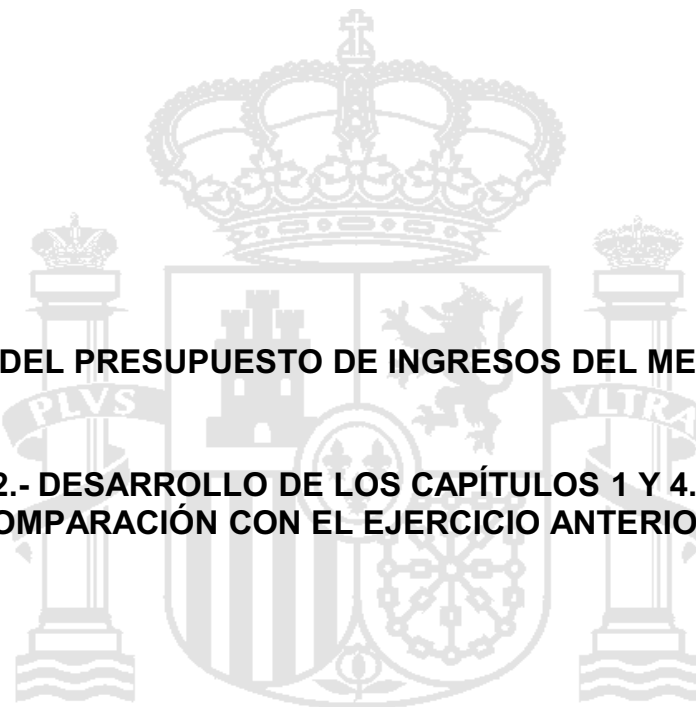 DEL PRESUPUESTO DE INGRESOS DEL ME
PLVS VLTRA
2.- DESARROLLO DE LOS CAPÍTULOS 1 Y 4.
OMPARACIÓN CON EL EJERCICIO ANTERIO